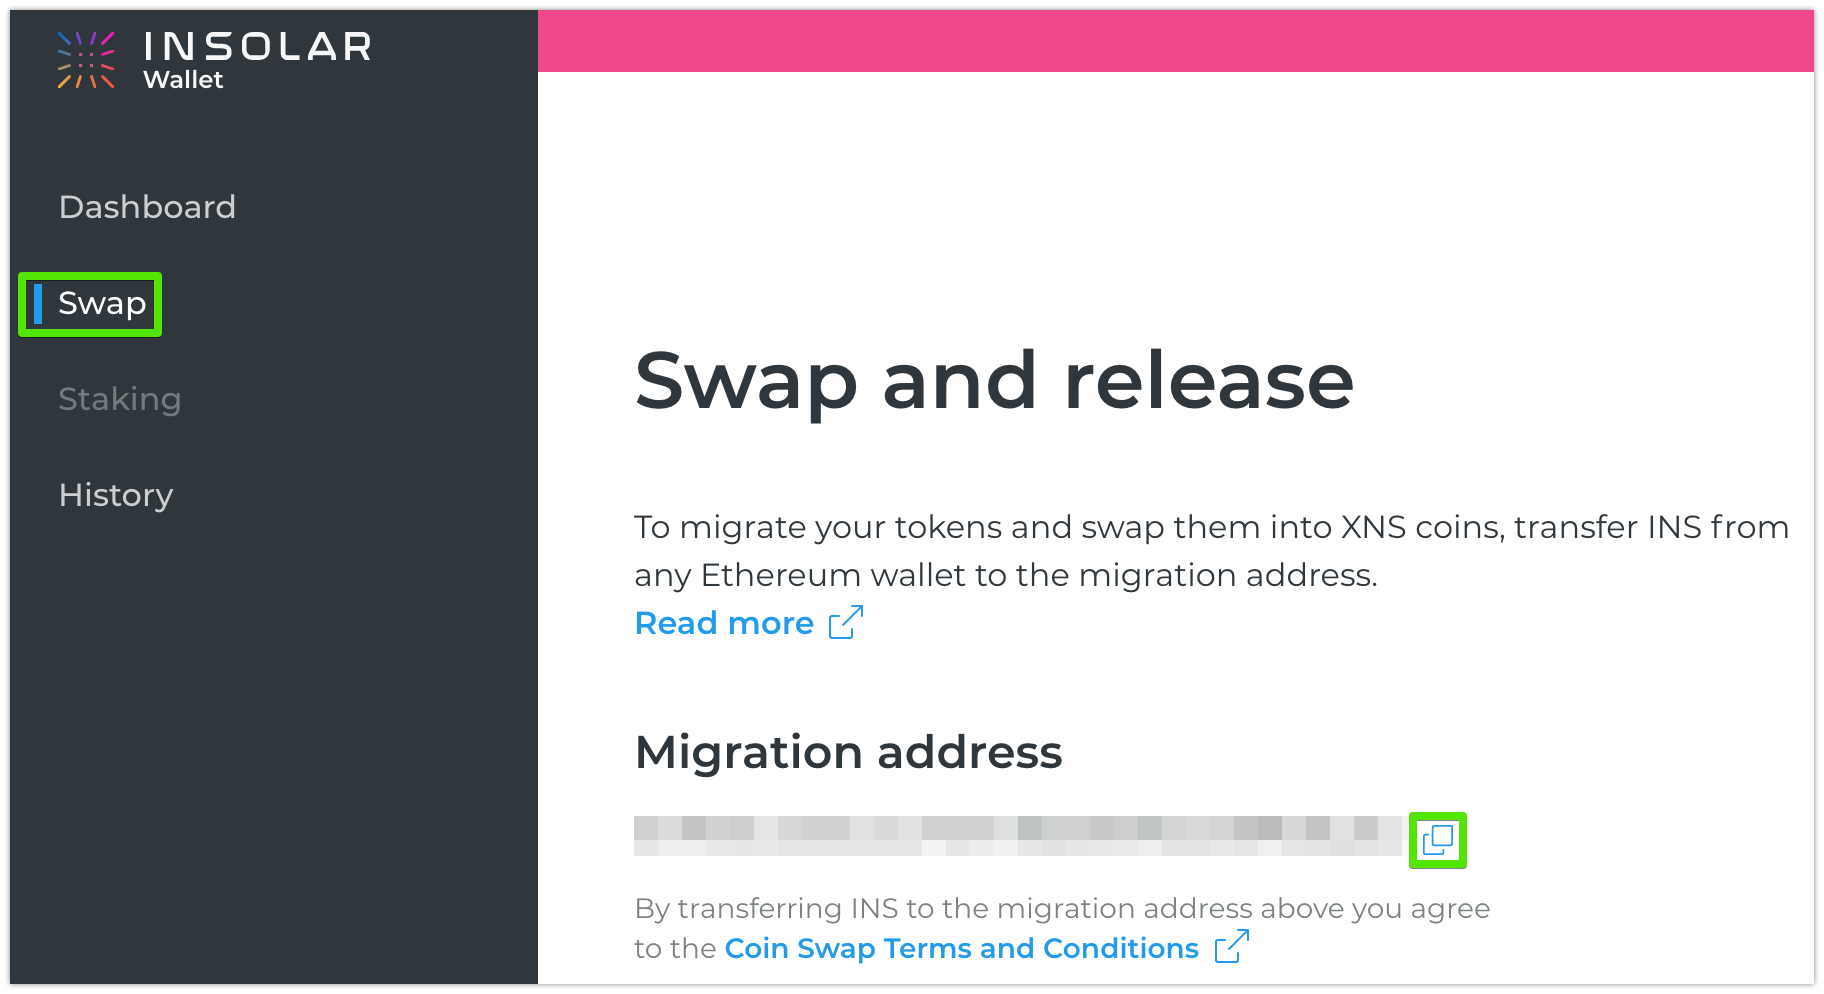 INSOLAR
Wallet
Dashboard
Swap
Staking
History
Swap and release
To migrate your tokens and swap them into XNS coins, transfer INS from
any Ethereum wallet to the migration address.
Read more
Migration address
By transferring INS to the migration address above you agree
to the Coin Swap Terms and Conditions